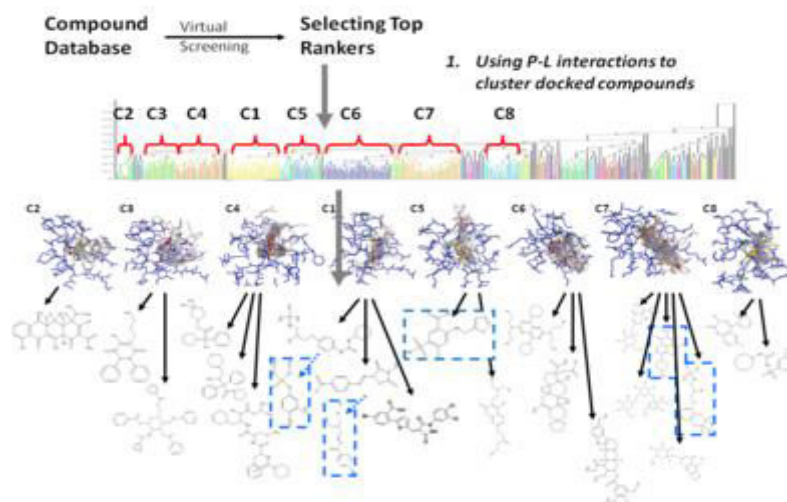 Compound
Database
Virtual
Screening
Selecting Top
Rankers
1. Using P-L interactions to
cluster docked compounds
C2 C3 C4 C1 C5 C6 C7 C8
C2 C3 C4 C1 C5 C6 C7 C8